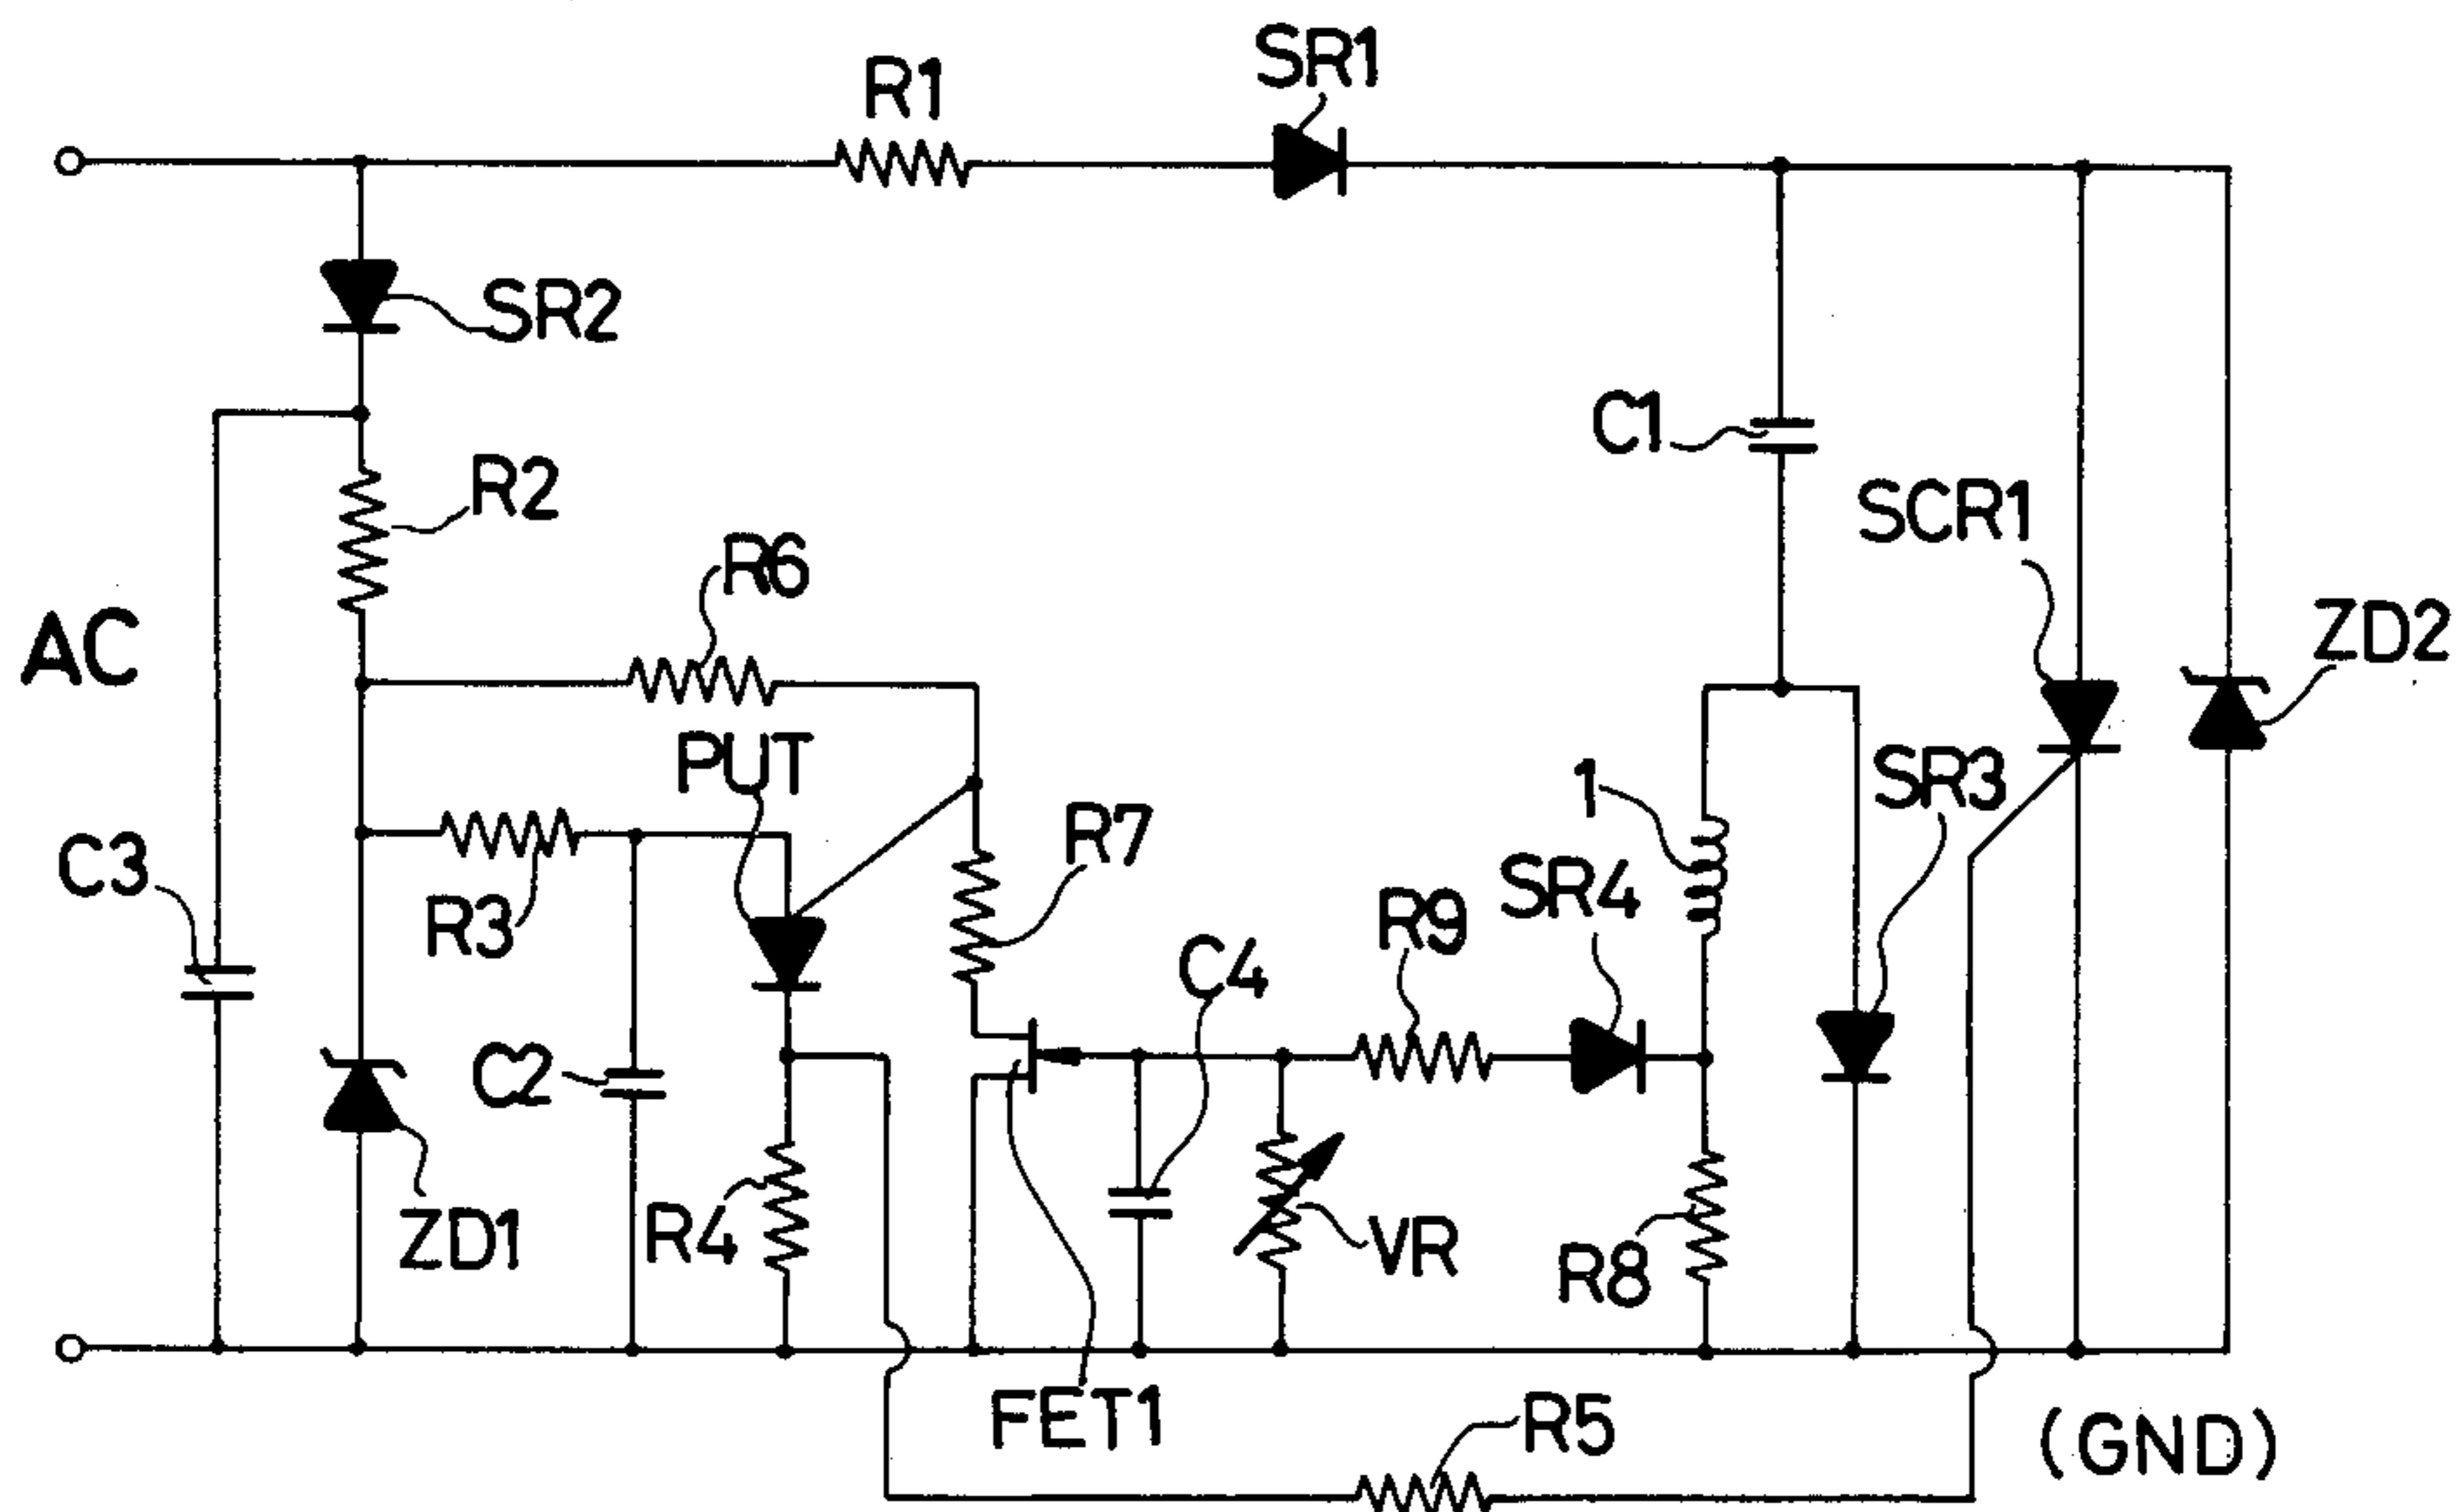 SR1
R1
SR2
C1
R2
SCR1
R6
AC
ZD2
PUT
1
SR3
R7
C3
SR4
R9
R3
C4
C2
ZD1
R4
VR
R8
FET1
R5
(GND)